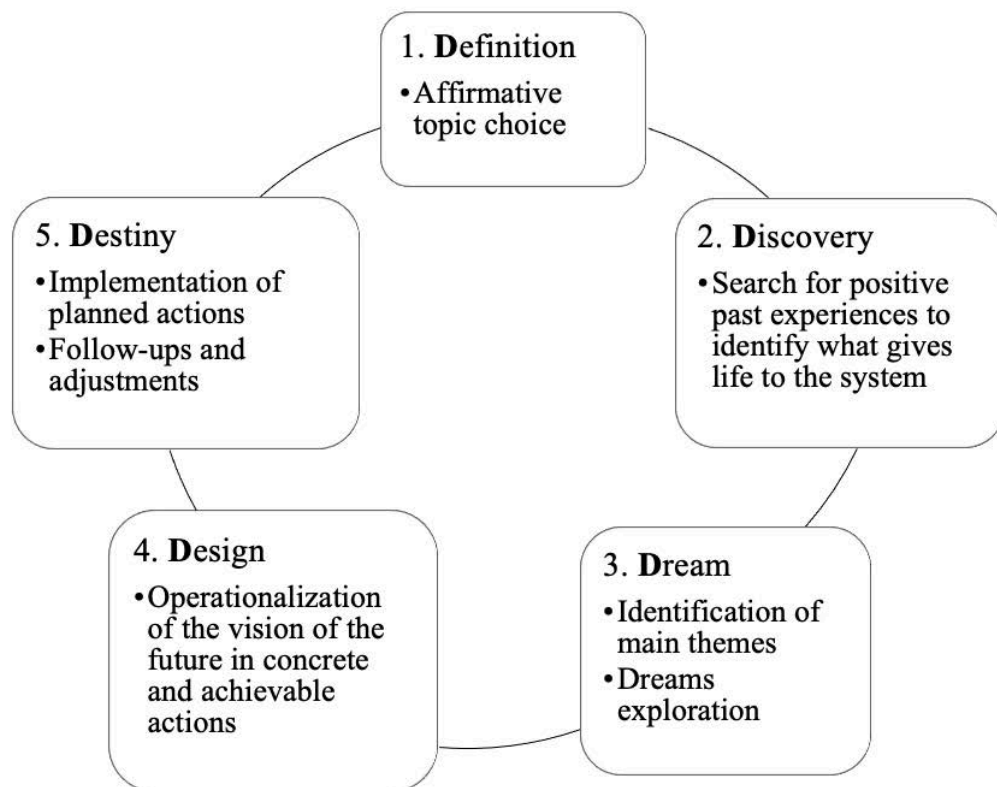 1. Definition
•Affirmative
topic choice
2. Discovery
•Search for positive
past experiences to
identify what gives
life to the system
3. Dream
•Identification of
main themes
•Dreams
exploration
4. Design
•Operationalization
of the vision of the
future in concrete
and achievable
actions
5. Destiny
•Implementation of
planned actions
•Follow-ups and
adjustments